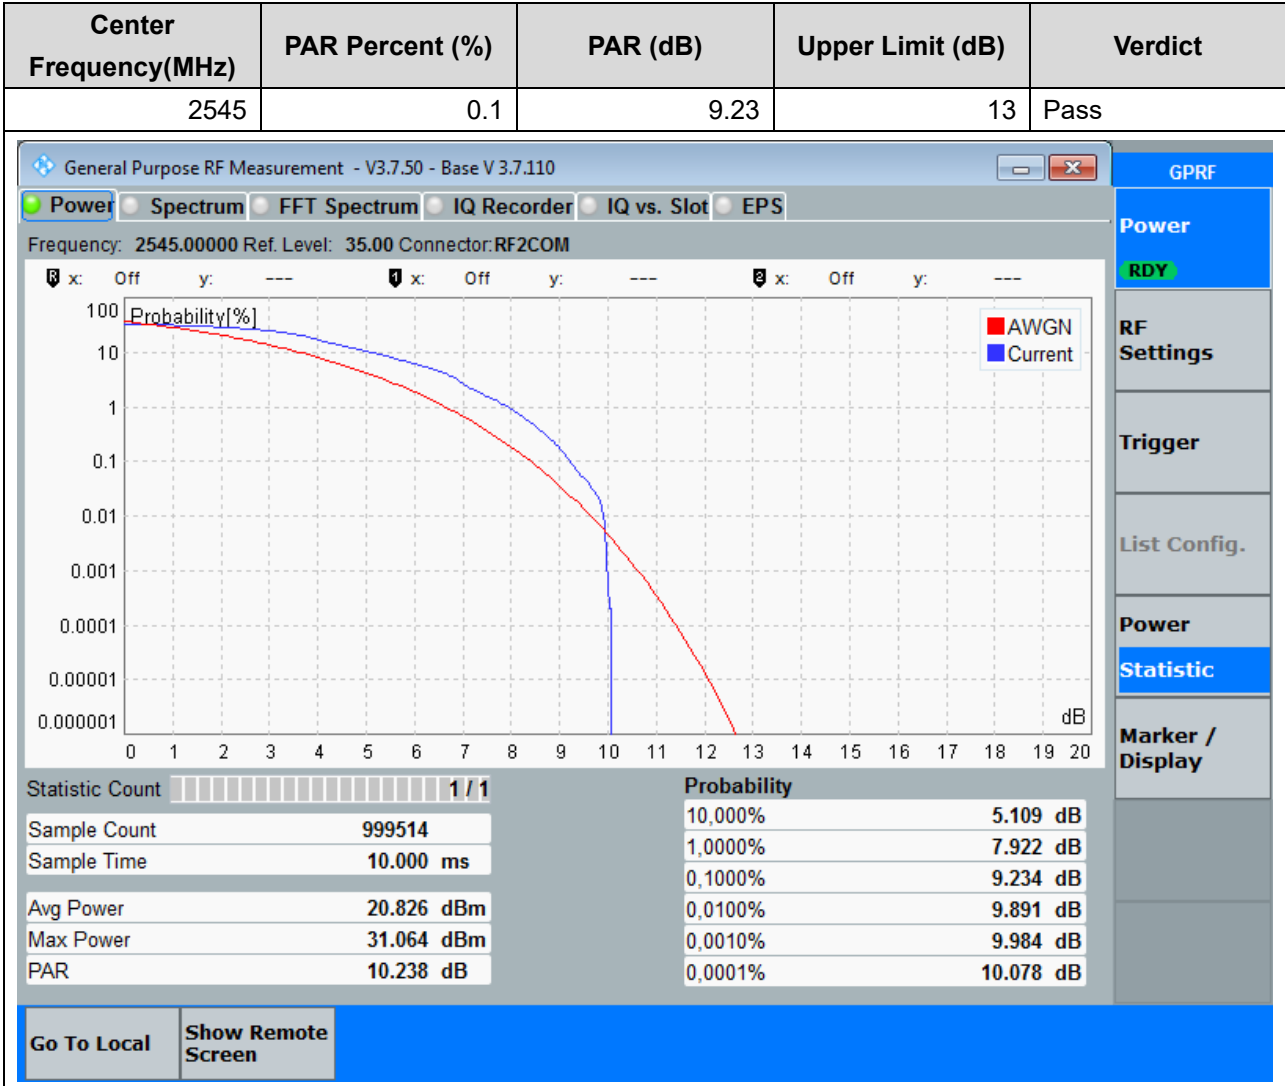 Center Frequency(MHz) PAR Percent (%) PAR (dB) Upper Limit (dB) Verdict
2545 0.1 9.23 13 Pass
General Purpose RF Measurement - V3.7.50 - Base V 3.7.110
GPRF
Power Spectrum FFT Spectrum IQ Recorder IQ vs. Slot EPS
Frequency: 2545.00000 Ref. Level: 35.00 Connector:RF2COM
R x: Off y: --- 1 x: Off y: --- 2 x: Off y: ---
Probability[%]
AWGN
Current
100
10
1
0.1
0.01
0.001
0.0001
0.00001
0.000001
dB
0 1 2 3 4 5 6 7 8 9 10 11 12 13 14 15 16 17 18 19 20
Statistic Count 1 / 1
Sample Count 999514
Sample Time 10.000 ms
Avg Power 20.826 dBm
Max Power 31.064 dBm
PAR 10.238 dB
Probability
10,000% 5.109 dB
1,0000% 7.922 dB
0,1000% 9.234 dB
0,0100% 9.891 dB
0,0010% 9.984 dB
0,0001% 10.078 dB
Power
RDY
RF
Settings
Trigger
List Config.
Power
Statistic
Marker /
Display
Go To Local
Show Remote
Screen